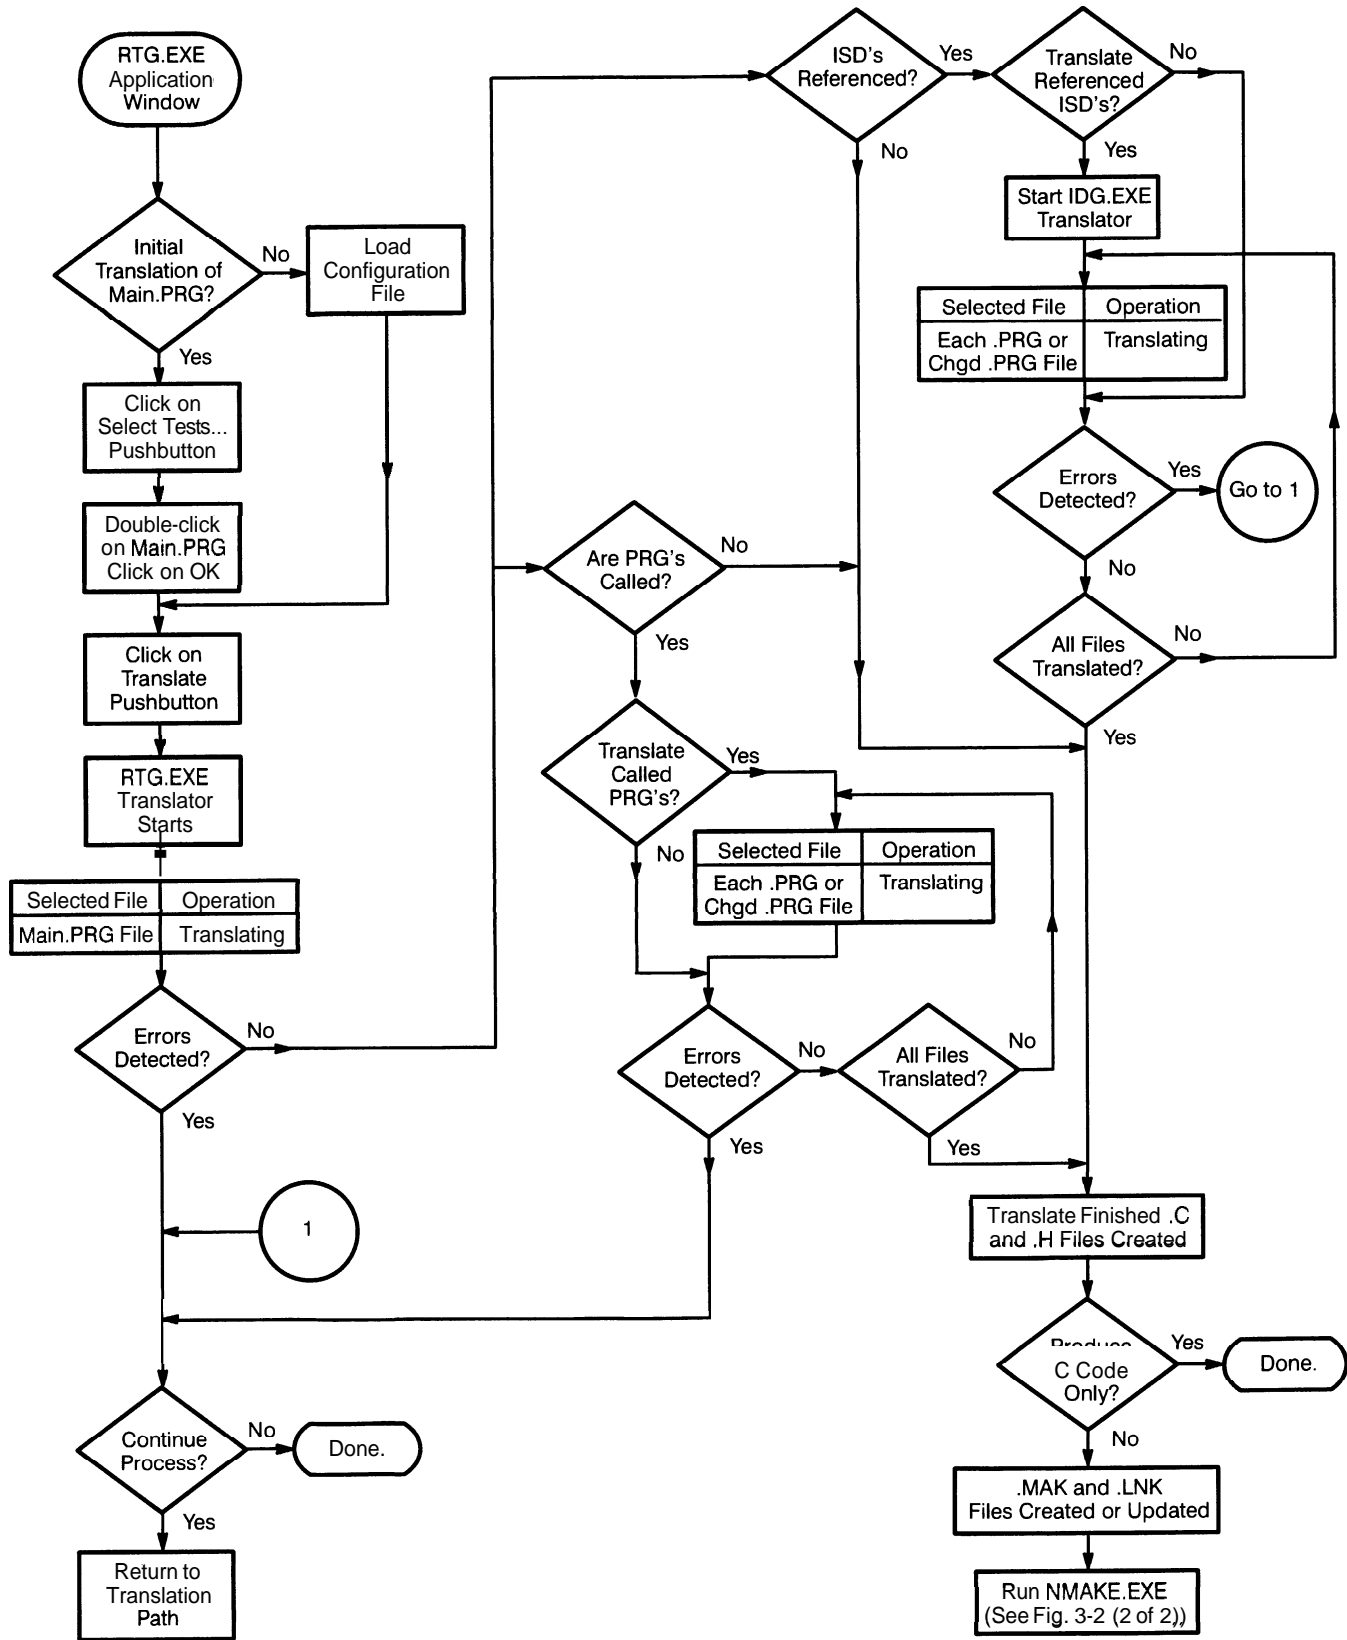 RTG.EXE
Application
Window
Initial
Translation of
Main.PRG?
No
Load
Configuration
File
Yes
Click on
Select Tests...
Pushbutton
Double-click
on Main.PRG
Click on OK
Click on
Translate
Pushbutton
RTG.EXE
Translator
Starts
Selected File
Operation
Main.PRG File
Translating
Errors
Detected?
No
Yes
1
Continue
Process?
No
Done.
Yes
Return to
Translation
Path
ISD's
Referenced?
Yes
No
Translate
Referenced
ISD's?
No
Yes
Start IDG.EXE
Translator
Selected File
Operation
Each .PRG or
Chgd .PRG File
Translating
Errors
Detected?
Yes
Go to 1
No
All Files
Translated?
No
Yes
Are PRG's
Called?
No
Yes
Translate
Called
PRG's?
Yes
No
Selected File
Operation
Each .PRG or
Chgd .PRG File
Translating
Errors
Detected?
No
Yes
All Files
Translated?
No
Yes
Translate Finished .C
and .H Files Created
Produce
C Code
Only?
Yes
Done.
No
.MAK and .LNK
Files Created or Updated
Run NMAKE.EXE
(See Fig. 3-2 (2 of 2))